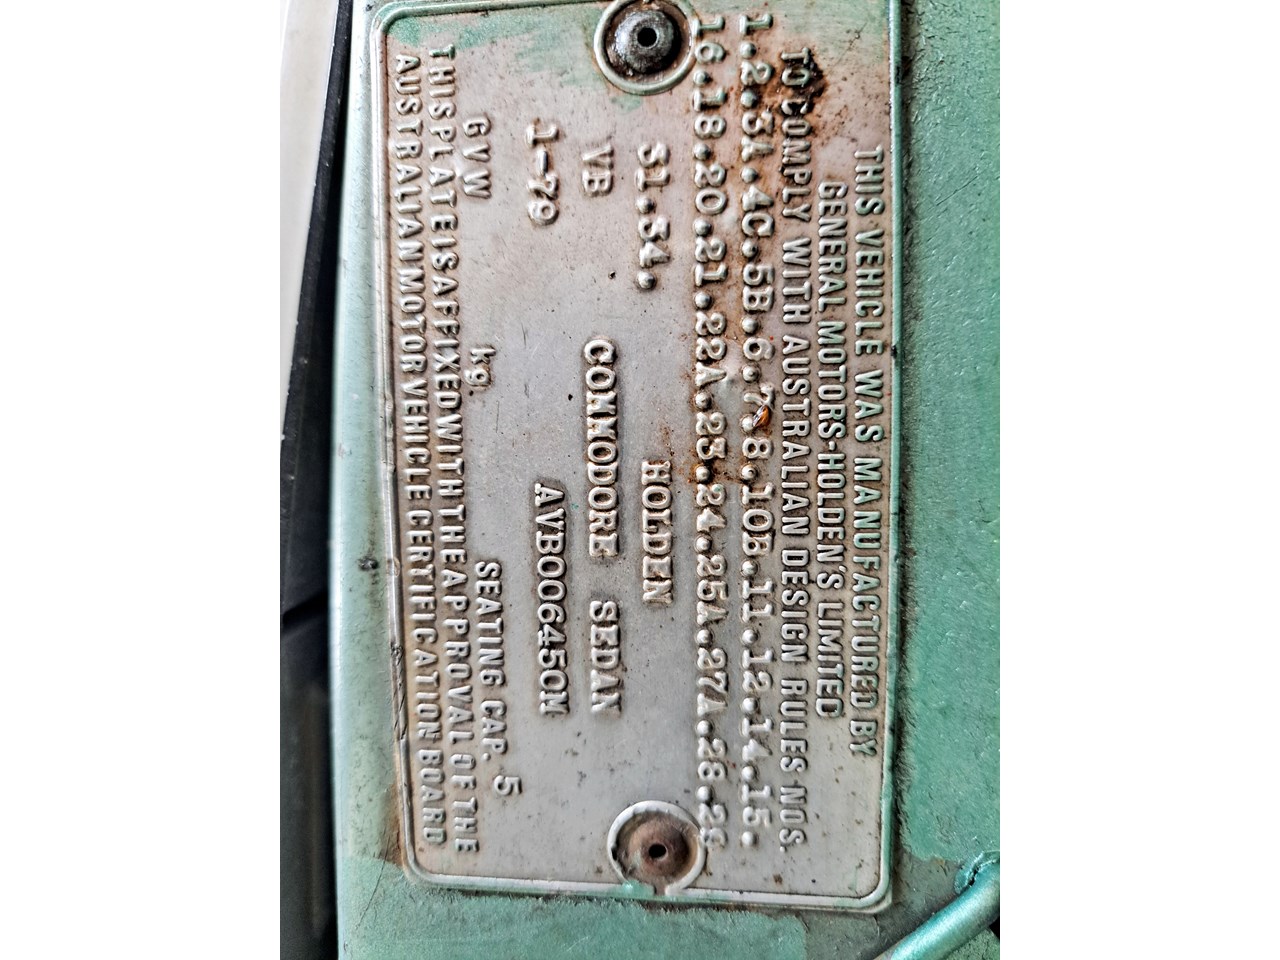 THIS VEHICLE WAS MANUFACTURED BY
GENERAL MOTORS-HOLDEN'S LIMITED
TO COMPLY WITH AUSTRALIAN DESIGN RULES NOS.
1.2.3A.4C.5B.6.7.8.10B.11.12.14.15.
16.18.20.21.22A.23.24.25A.27A.28.29
31.34. HOLDEN
VB COMMODORE SEDAN
1-79 AVB006450M
GVW kg. SEATING CAP. 5
THIS PLATE IS AFFIXED WITH THE APPROVAL OF THE
AUSTRALIAN MOTOR VEHICLE CERTIFICATION BOARD